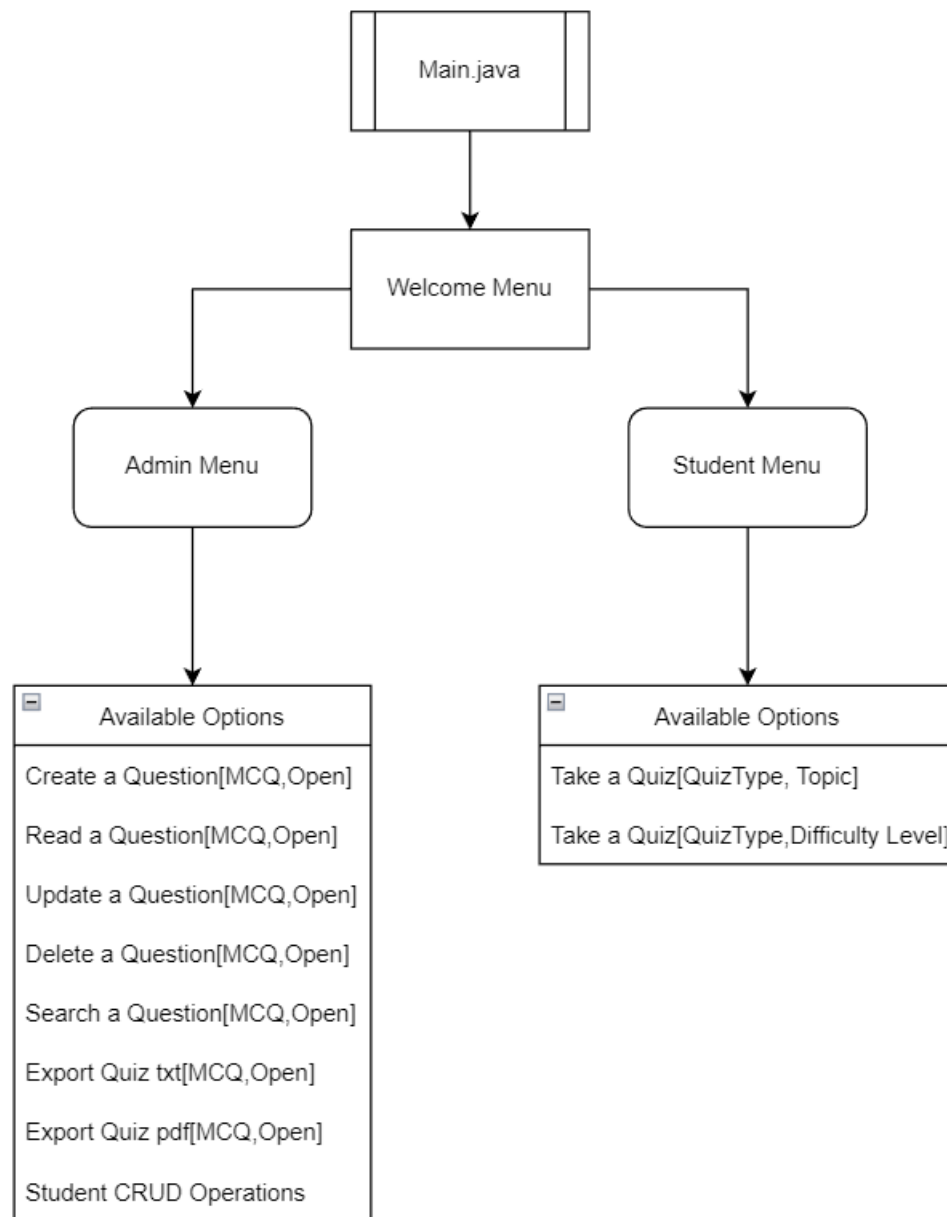 Main.java
Welcome Menu
Admin Menu
Student Menu
Available Options
Create a Question[MCQ,Open]
Read a Question[MCQ,Open]
Update a Question[MCQ,Open]
Delete a Question[MCQ,Open]
Search a Question[MCQ,Open]
Export Quiz txt[MCQ,Open]
Export Quiz pdf[MCQ,Open]
Student CRUD Operations
Available Options
Take a Quiz[QuizType, Topic]
Take a Quiz[QuizType,Difficulty Level]